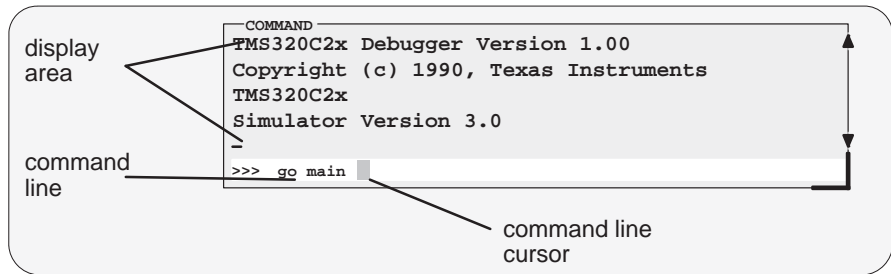 COMMAND
display
area
TMS320C2x Debugger Version 1.00
Copyright (c) 1990, Texas Instruments
TMS320C2x
Simulator Version 3.0
command
line
>>> go main
command line
cursor